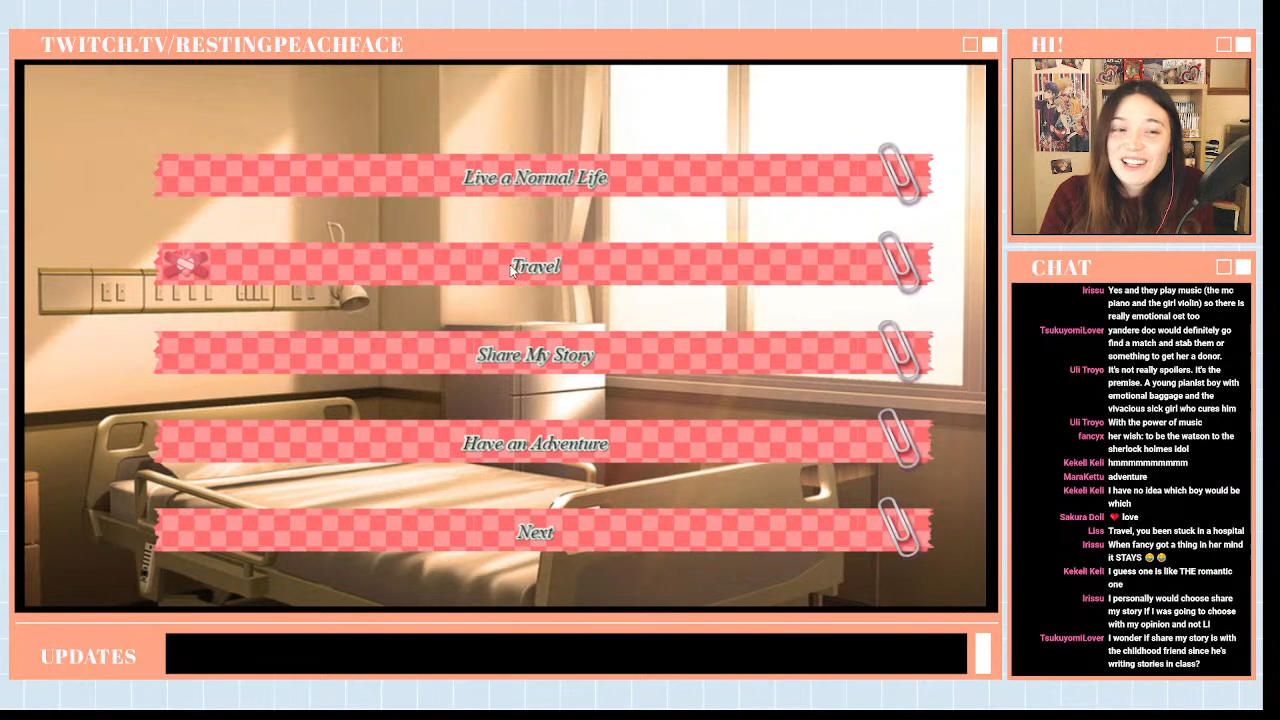 TWITCH.TV/RESTINGPEACHFACE
HI!
Live a Normal Life
Travel
Share My Story
Have an Adventure
Next
CHAT
Irissu Yes and they play music (the mc
piano and the girl violin) so there is
really emotional ost too
TsukuyomiLover yandere doc would definitely go
find a match and stab them or
something to get her a donor.
Uli Troyo It's not really spoilers. It's the
premise. A young pianist boy with
emotional baggage and the
vivacious sick girl who cures him
Uli Troyo With the power of music
fancyx her wish: to be the watson to the
sherlock holmes idol
Kekeli Keli hmmmmmmmmmm
MaraKettu adventure
Kekeli Keli I have no idea which boy would be
which
Sakura Doll ❤️ love
Liss Travel, you been stuck in a hospital
Irissu When fancy got a thing in her mind
it STAYS 😂 😂
Kekeli Keli I guess one is like THE romantic
one
Irissu I personally would choose share
my story if I was going to choose
with my opinion and not LI
TsukuyomiLover I wonder if share my story is with
the childhood friend since he's
writing stories in class?
UPDATES